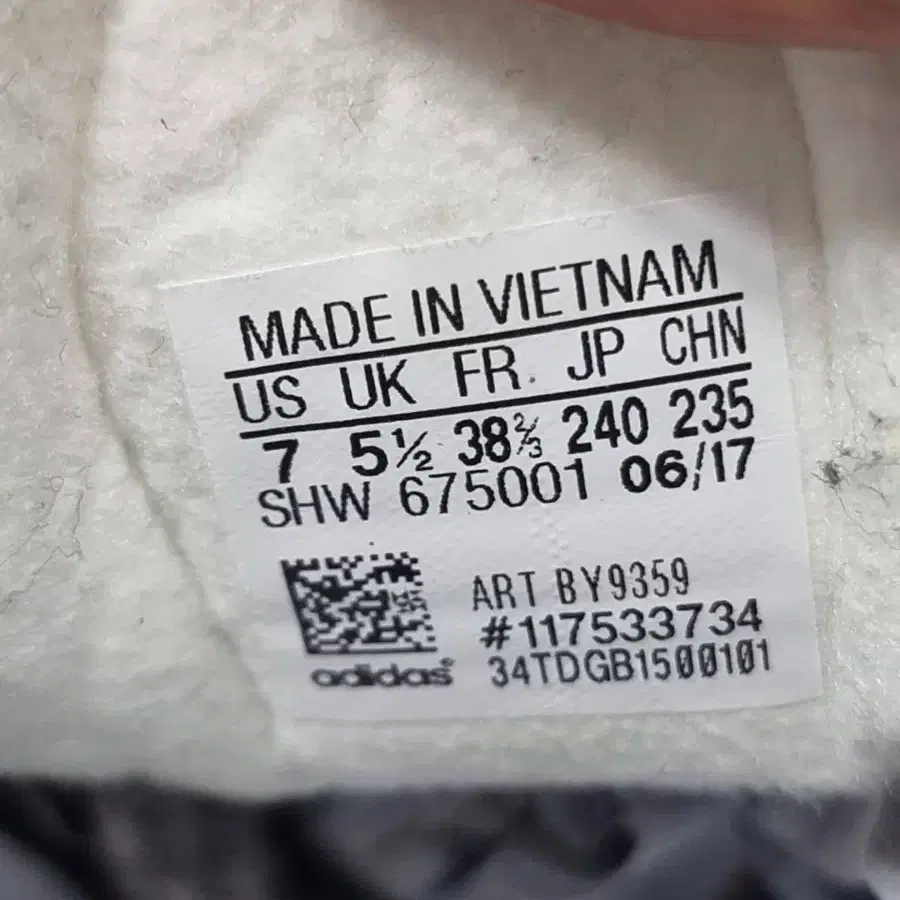 MADE IN VIETNAM
US UK FR. JP CHN
7 5½ 38⅔ 240 235
SHW 675001 06/17
ART BY9359
#117533734
adidas 34TDGB1500101